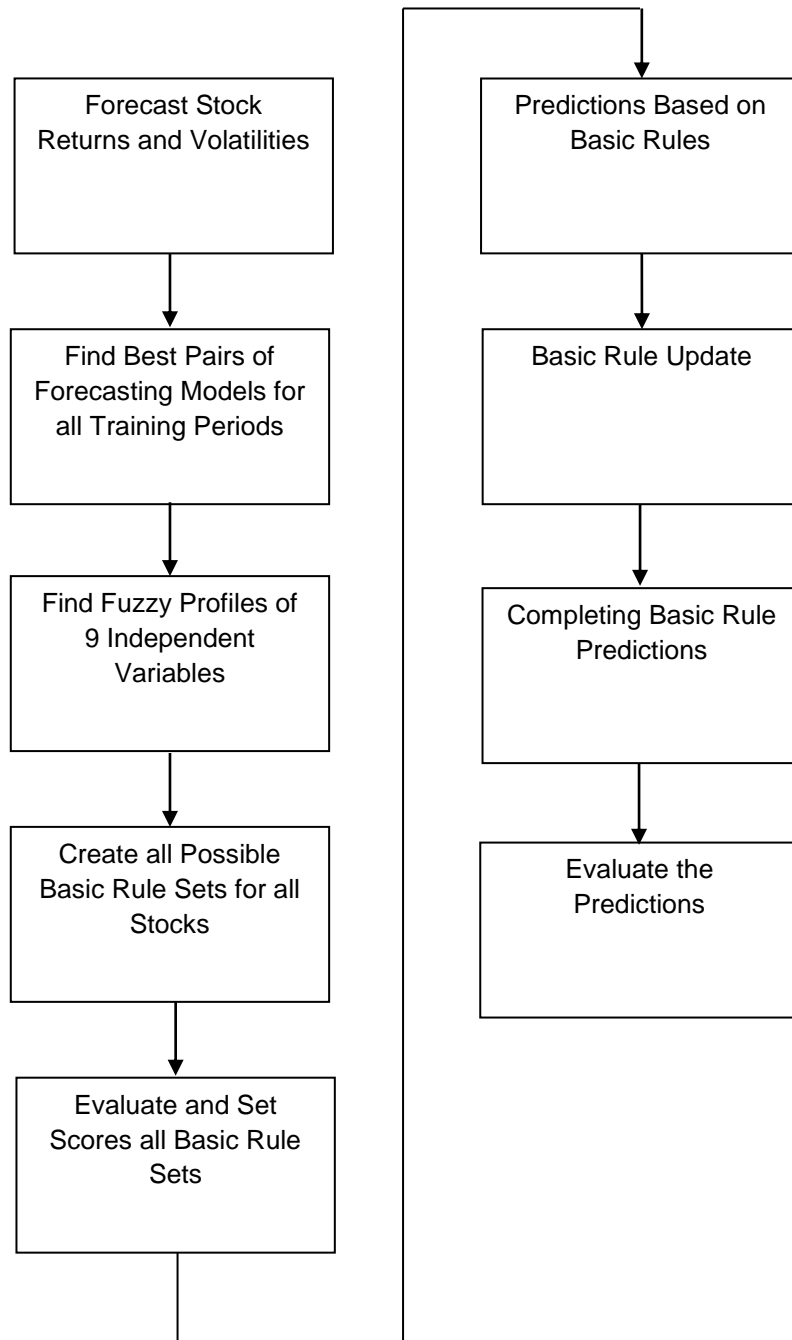 Forecast Stock
Returns and Volatilities
Find Best Pairs of
Forecasting Models for
all Training Periods
Find Fuzzy Profiles of
9 Independent
Variables
Create all Possible
Basic Rule Sets for all
Stocks
Evaluate and Set
Scores all Basic Rule
Sets
Predictions Based on
Basic Rules
Basic Rule Update
Completing Basic Rule
Predictions
Evaluate the
Predictions